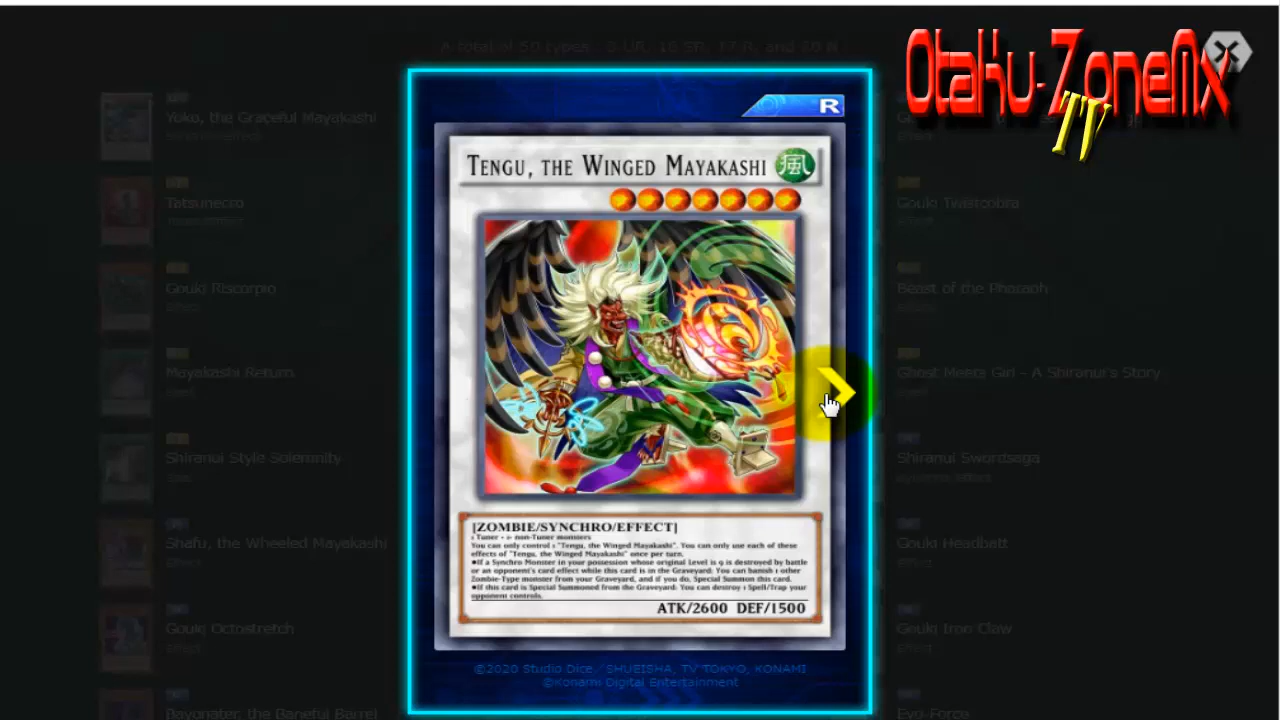 A total of 50 types
Otaku-ZoneMX
TV
R
TENGU, THE WINGED MAYAKASHI 風
[ZOMBIE/SYNCHRO/EFFECT]
1 Tuner + 1+ non-Tuner monsters
You can only control 1 "Tengu, the Winged Mayakashi". You can only use each of these
effects of "Tengu, the Winged Mayakashi" once per turn.
●If a Synchro Monster in your possession whose original Level is 9 is destroyed by battle
or an opponent's card effect while this card is in the Graveyard: You can banish 1 other
Zombie-Type monster from your Graveyard, and if you do, Special Summon this card.
●If this card is Special Summoned from the Graveyard: You can destroy 1 Spell/Trap your
opponent controls.
ATK/2600 DEF/1500
©2020 Studio Dice／SHUEISHA, TV TOKYO, KONAMI
©Konami Digital Entertainment
Yoko, the Graceful Mayakashi
Tatsunecro
Gouki Riscorpio
Effect
Mayakashi Return
Shiranui Style Solemnity
Shafu, the Wheeled Mayakashi
Effect
Gouki Octostretch
Effect
Bayonater, the Baneful Barrel
Gouki Twistcobra
Beast of the Pharaoh
Ghost Meets Girl - A Shiranui's Story
Shiranui Swordsaga
Gouki Headbatt
Effect
Gouki Iron Claw
Effect
Evo-Force